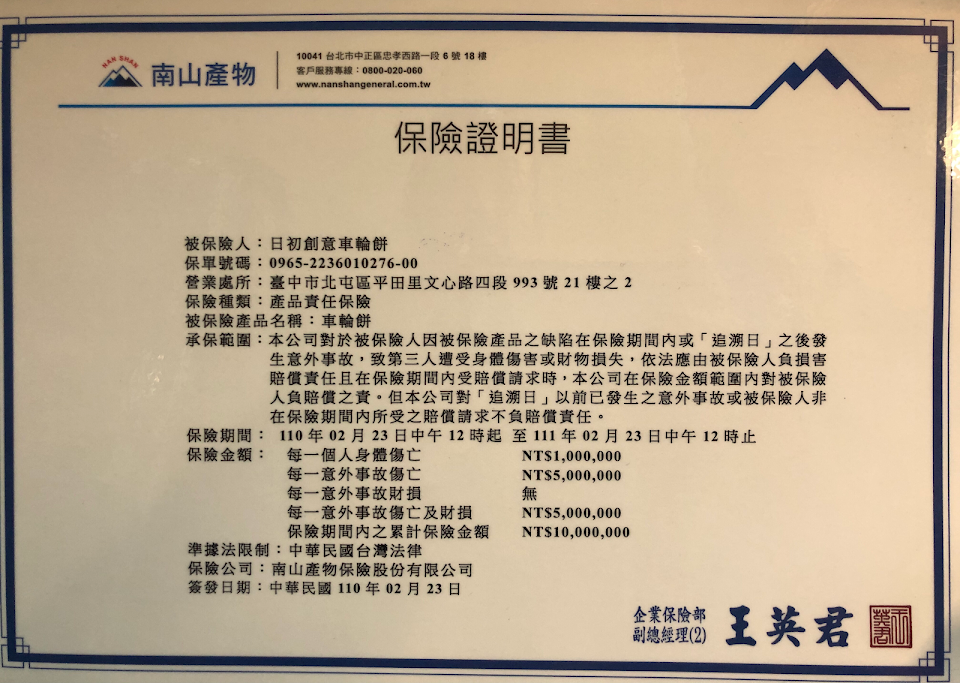 NAN SHAN
南山產物
10041 台北市中正區忠孝西路一段 6 號 18 樓
客戶服務專線：0800-020-060
www.nanshangeneral.com.tw
保險證明書
被保險人：日初創意車輪餅
保單號碼：0965-2236010276-00
營業處所：臺中市北屯區平田里文心路四段 993 號 21 樓之 2
保險種類：產品責任保險
被保險產品名稱：車輪餅
承保範圍：本公司對於被保險人因被保險產品之缺陷在保險期間內或「追溯日」之後發
生意外事故，致第三人遭受身體傷害或財物損失，依法應由被保險人負損害
賠償責任且在保險期間內受賠償請求時，本公司在保險金額範圍內對被保險
人負賠償之責。但本公司對「追溯日」以前已發生之意外事故或被保險人非
在保險期間內所受之賠償請求不負賠償責任。
保險期間： 110 年 02 月 23 日中午 12 時起 至 111 年 02 月 23 日中午 12 時止
保險金額： 每一個人身體傷亡 NT$1,000,000
每一意外事故傷亡 NT$5,000,000
每一意外事故財損 無
每一意外事故傷亡及財損 NT$5,000,000
保險期間內之累計保險金額 NT$10,000,000
準據法限制：中華民國台灣法律
保險公司：南山產物保險股份有限公司
簽發日期：中華民國 110 年 02 月 23 日
企業保險部
副總經理(2) 王英君